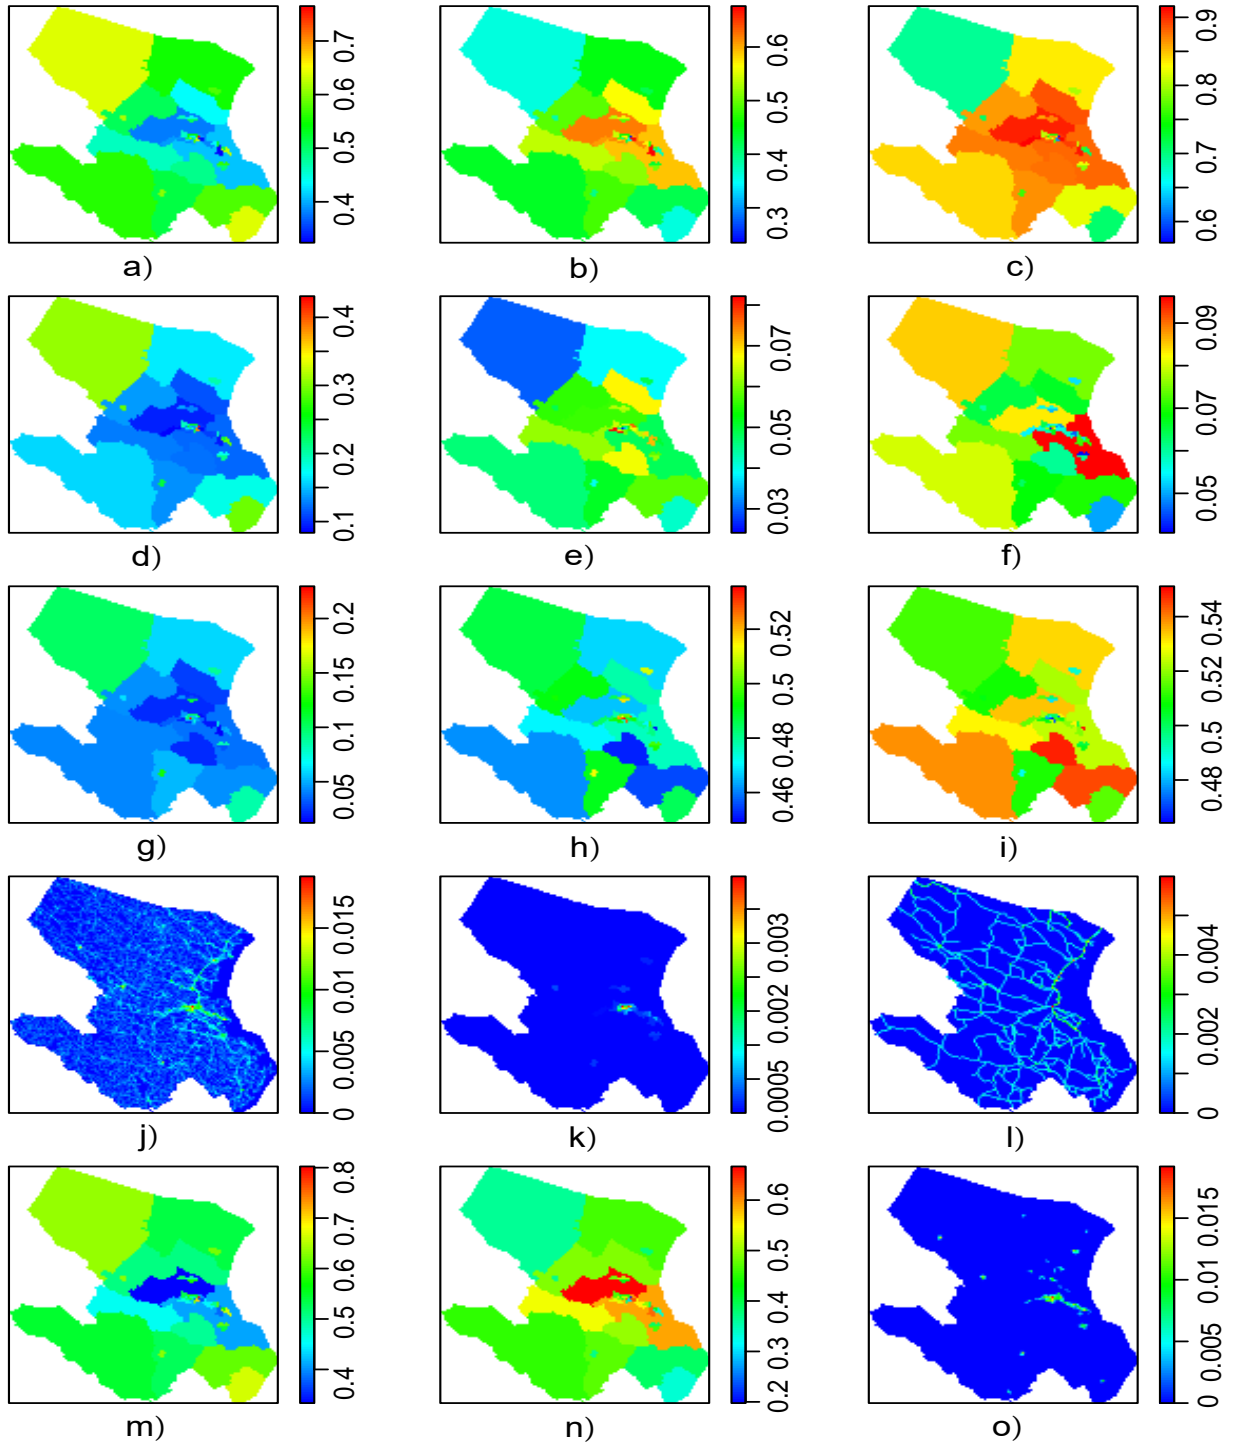 0.4 0.5 0.6 0.7
a)
0.3 0.4 0.5 0.6
b)
0.6 0.7 0.8 0.9
c)
0.1 0.2 0.3 0.4
d)
0.03 0.05 0.07
e)
0.05 0.07 0.09
f)
0.05 0.1 0.15 0.2
g)
0.46 0.48 0.5 0.52
h)
0.48 0.5 0.52 0.54
i)
0 0.005 0.01 0.015
j)
0.0005 0.002 0.003
k)
0 0.002 0.004
l)
0.4 0.5 0.6 0.7 0.8
m)
0.2 0.3 0.4 0.5 0.6
n)
0 0.005 0.01 0.015
o)